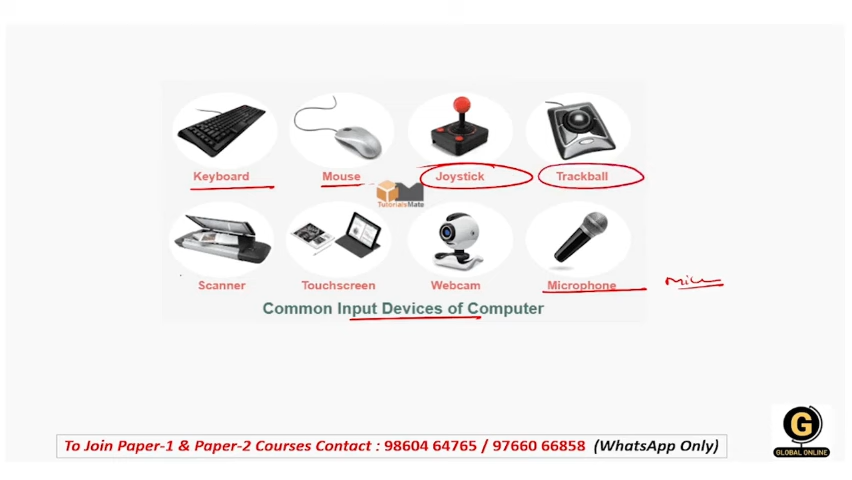 Keyboard Mouse Joystick Trackball
TutorialsMate
Scanner Touchscreen Webcam Microphone
Common Input Devices of Computer
G
GLOBAL ONLINE
To Join Paper-1 & Paper-2 Courses Contact : 98604 64765 / 97660 66858 (WhatsApp Only)